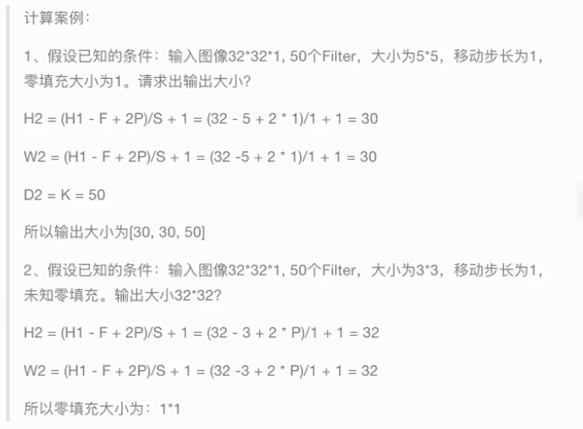 计算案例：
1、假设已知的条件：输入图像32*32*1, 50个Filter，大小为5*5，移动步长为1，
零填充大小为1。请求出输出大小？
H2 = (H1 - F + 2P)/S + 1 = (32 - 5 + 2 * 1)/1 + 1 = 30
W2 = (H1 - F + 2P)/S + 1 = (32 -5 + 2 * 1)/1 + 1 = 30
D2 = K = 50
所以输出大小为[30, 30, 50]
2、假设已知的条件：输入图像32*32*1, 50个Filter，大小为3*3，移动步长为1，
未知零填充。输出大小32*32？
H2 = (H1 - F + 2P)/S + 1 = (32 - 3 + 2 * P)/1 + 1 = 32
W2 = (H1 - F + 2P)/S + 1 = (32 -3 + 2 * P)/1 + 1 = 32
所以零填充大小为：1*1